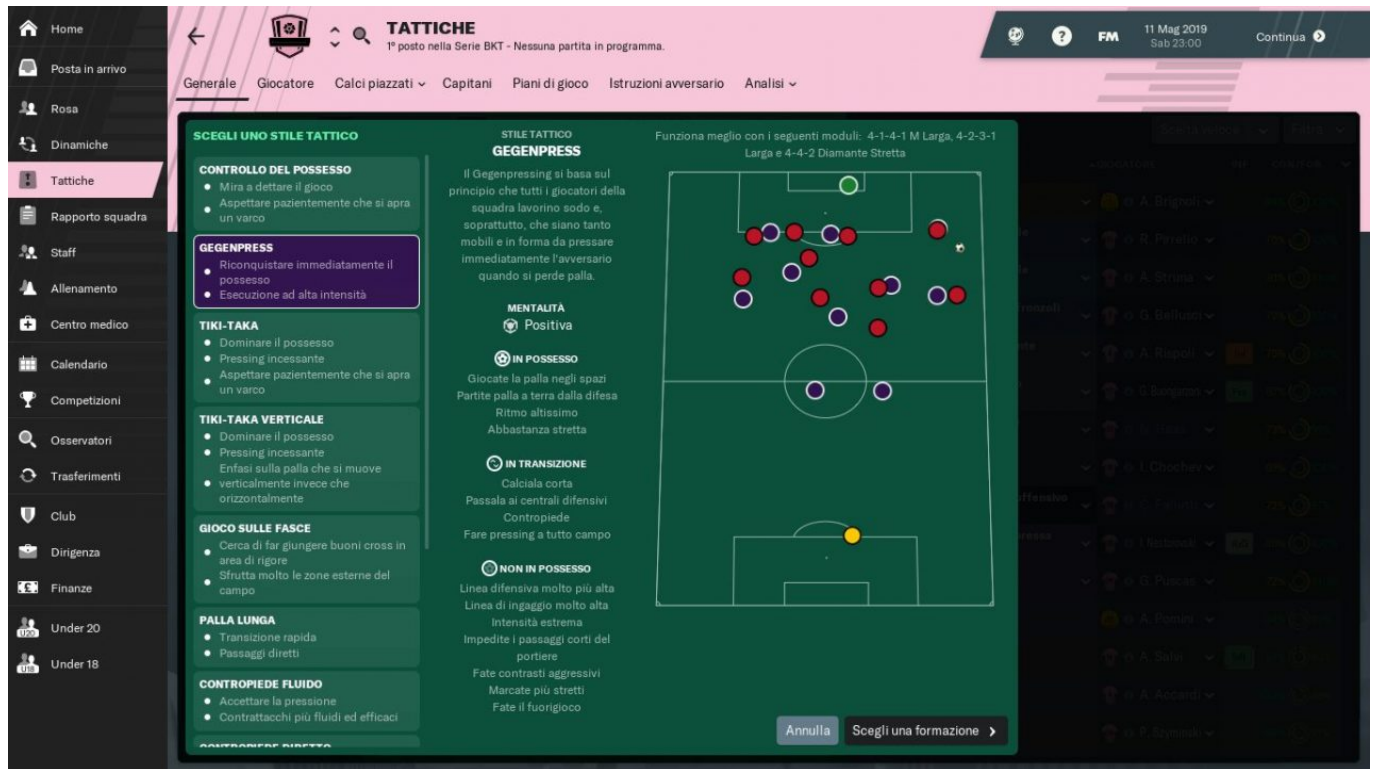 Home
Posta in arrivo
Rosa
Dinamiche
Tattiche
Rapporto squadra
Staff
Allenamento
Centro medico
Calendario
Competizioni
Osservatori
Trasferimenti
Club
Dirigenza
Finanze
U20 Under 20
U18 Under 18
TATTICHE
1º posto nella Serie BKT - Nessuna partita in programma.
FM
11 Mag 2019
Sab 23:00
Continua
Generale
Giocatore
Calci piazzati
Capitani
Piani di gioco
Istruzioni avversario
Analisi
SCEGLI UNO STILE TATTICO
CONTROLLO DEL POSSESSO
Mira a dettare il gioco
Aspettare pazientemente che si apra
un varco
GEGENPRESS
Riconquistare immediatamente il
possesso
Esecuzione ad alta intensità
TIKI-TAKA
Dominare il possesso
Pressing incessante
Aspettare pazientemente che si apra
un varco
TIKI-TAKA VERTICALE
Dominare il possesso
Pressing incessante
Enfasi sulla palla che si muove
verticalmente invece che
orizzontalmente
GIOCO SULLE FASCE
Cerca di far giungere buoni cross in
area di rigore
Sfrutta molto le zone esterne del
campo
PALLA LUNGA
Transizione rapida
Passaggi diretti
CONTROPIEDE FLUIDO
Accettare la pressione
Contrattacchi più fluidi ed efficaci
CONTROPIEDE DIRETTO
STILE TATTICO
GEGENPRESS
Il Gegenpressing si basa sul
principio che tutti i giocatori della
squadra lavorino sodo e,
soprattutto, che siano tanto
mobili e in forma da pressare
immediatamente l'avversario
quando si perde palla.
MENTALITÀ
Positiva
IN POSSESSO
Giocate la palla negli spazi
Partite palla a terra dalla difesa
Ritmo altissimo
Abbastanza stretta
IN TRANSIZIONE
Calciala corta
Passala ai centrali difensivi
Contropiede
Fare pressing a tutto campo
NON IN POSSESSO
Linea difensiva molto più alta
Linea di ingaggio molto alta
Intensità estrema
Impedite i passaggi corti del
portiere
Fate contrasti aggressivi
Marcate più stretti
Fate il fuorigioco
Funziona meglio con i seguenti moduli: 4-1-4-1 M Larga, 4-2-3-1
Larga e 4-4-2 Diamante Stretta
Annulla
Scegli una formazione
A. Brignoli
G. Bellusci
A. Rispoli
I. Chochev
G. Puscas
A. Pomini
A. Accardi